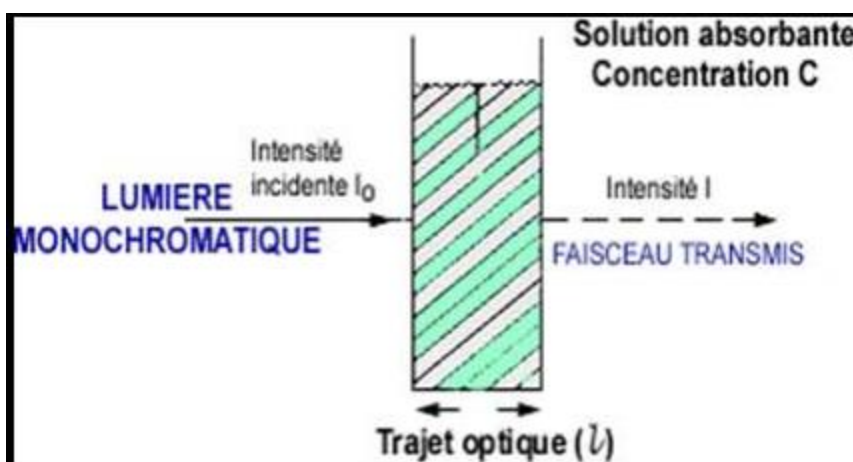 Solution absorbante
Concentration C
Intensité
incidente I₀
LUMIERE
MONOCHROMATIQUE
Intensité I
FAISCEAU TRANSMIS
Trajet optique (l)